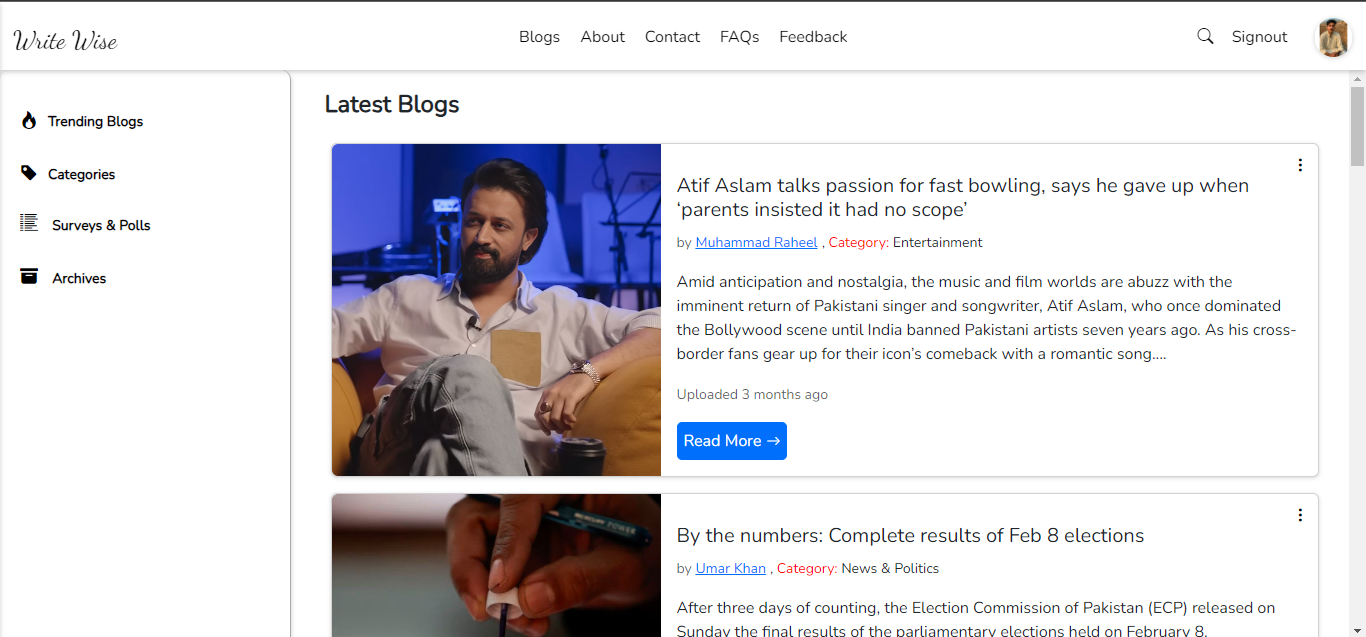 Write Wise
Blogs About Contact FAQs Feedback
Signout
Trending Blogs
Categories
Surveys & Polls
Archives
Latest Blogs
Atif Aslam talks passion for fast bowling, says he gave up when
‘parents insisted it had no scope’
by Muhammad Raheel , Category: Entertainment
Amid anticipation and nostalgia, the music and film worlds are abuzz with the
imminent return of Pakistani singer and songwriter, Atif Aslam, who once dominated
the Bollywood scene until India banned Pakistani artists seven years ago. As his cross-
border fans gear up for their icon’s comeback with a romantic song....
Uploaded 3 months ago
Read More →
MERCURY POWER
By the numbers: Complete results of Feb 8 elections
by Umar Khan , Category: News & Politics
After three days of counting, the Election Commission of Pakistan (ECP) released on
Sunday the final results of the parliamentary elections held on February 8.